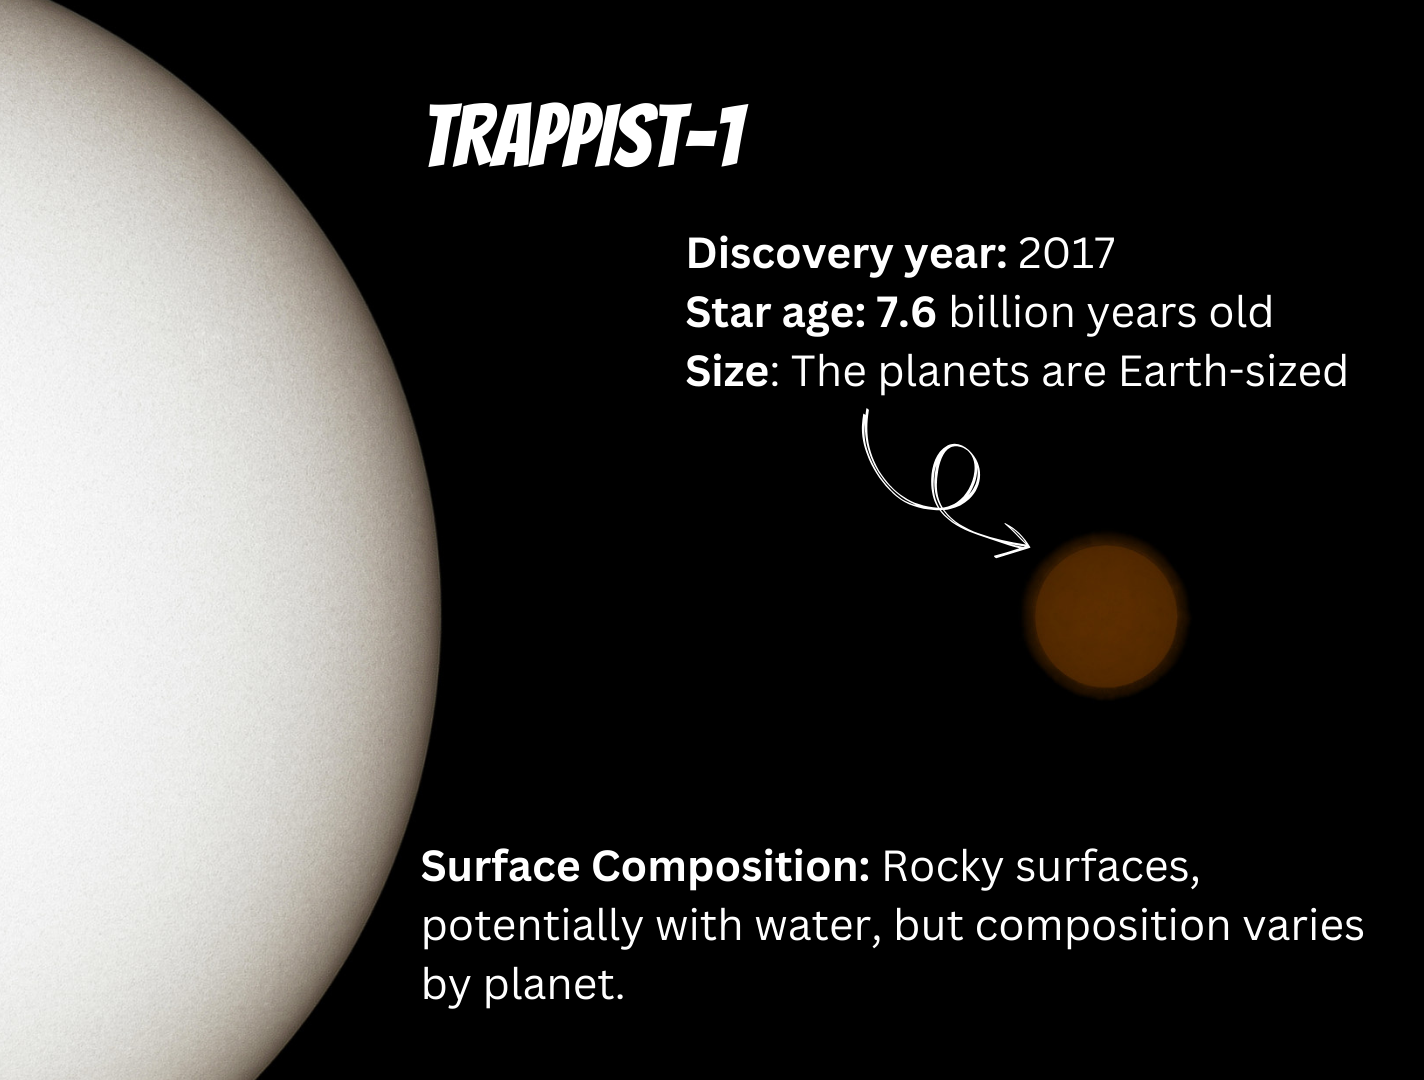 TRAPPIST-1
Discovery year: 2017
Star age: 7.6 billion years old
Size: The planets are Earth-sized
Surface Composition: Rocky surfaces,
potentially with water, but composition varies
by planet.